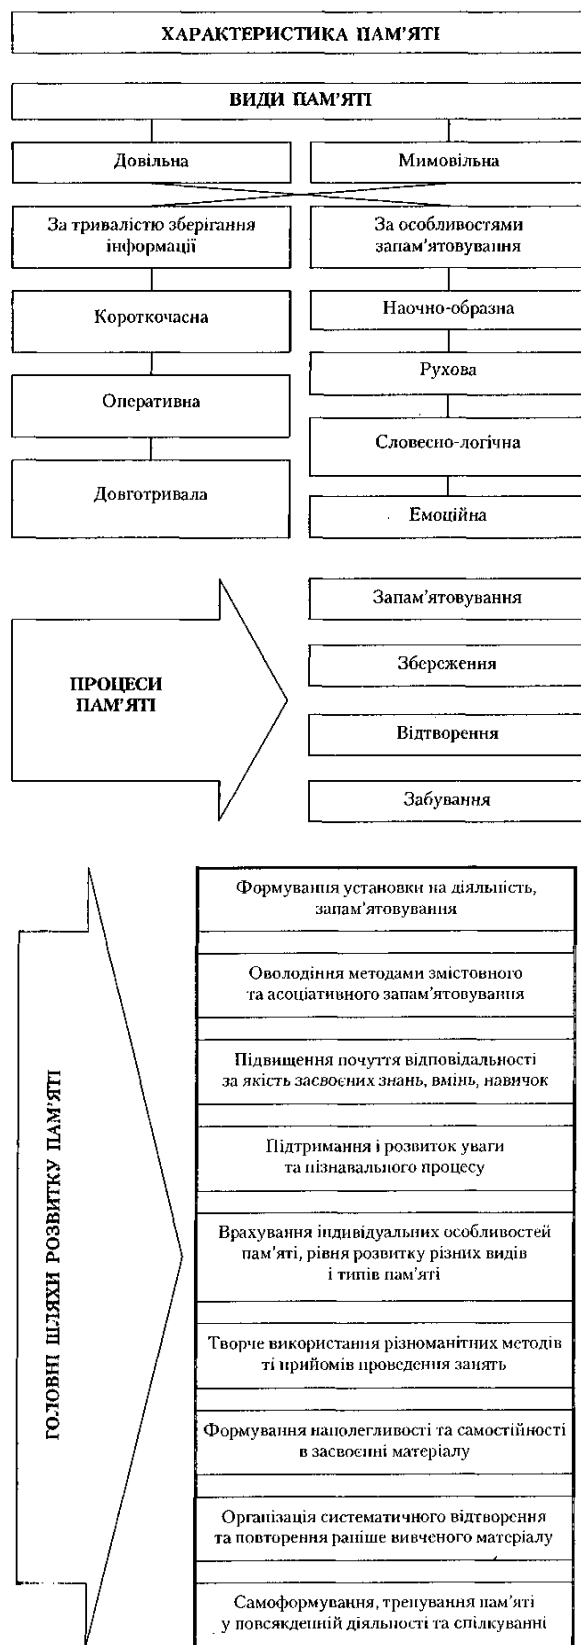 ХАРАКТЕРИСТИКА ПАМ'ЯТІ
ВИДИ ПАМ'ЯТІ
Довільна
Мимовільна
За тривалістю зберігання
інформації
За особливостями
запам'ятовування
Короткочасна
Оперативна
Довготривала
Наочно-образна
Рухова
Словесно-логічна
Емоційна
ПРОЦЕСИ
ПАМ'ЯТІ
Запам'ятовування
Збереження
Відтворення
Забування
ГОЛОВНІ ШЛЯХИ РОЗВИТКУ ПАМ'ЯТІ
Формування установки на діяльність,
запам'ятовування
Оволодіння методами змістовного
та асоціативного запам'ятовування
Підвищення почуття відповідальності
за якість засвоєних знань, вмінь, навичок
Підтримання і розвиток уваги
та пізнавального процесу
Врахування індивідуальних особливостей
пам'яті, рівня розвитку різних видів
і типів пам'яті
Творче використання різноманітних методів
ті прийомів проведення занять
Формування наполегливості та самостійності
в засвоєнні матеріалу
Організація систематичного відтворення
та повторення раніше вивченого матеріалу
Самоформування, тренування пам'яті
у повсякденній діяльності та спілкуванні